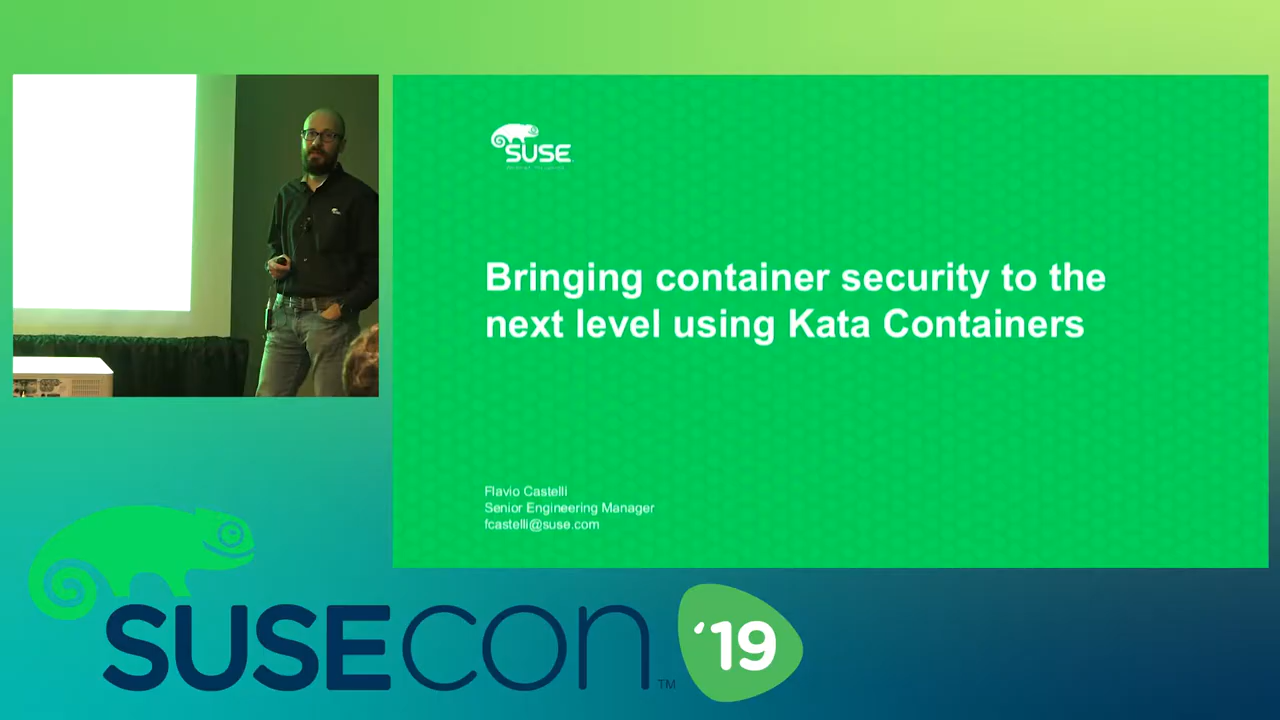 SUSE
Bringing container security to the
next level using Kata Containers
Flavio Castelli
Senior Engineering Manager
fcastelli@suse.com
SUSECON™ '19